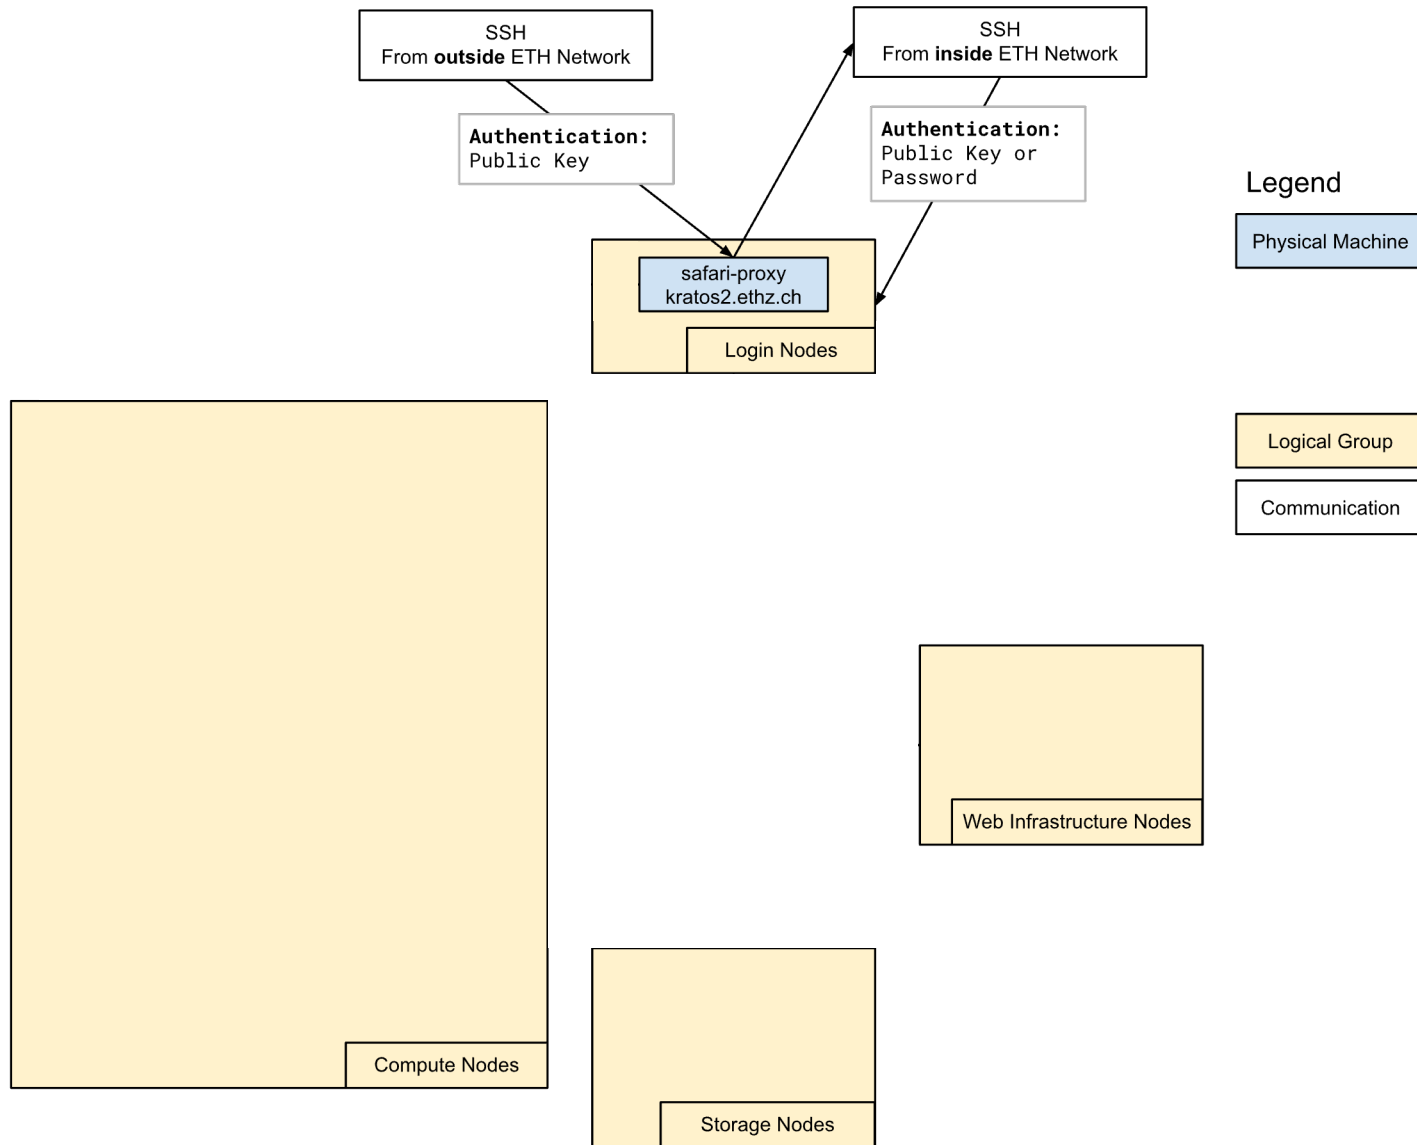 SSH
From outside ETH Network
SSH
From inside ETH Network
Authentication:
Public Key
Authentication:
Public Key or
Password
Legend
Physical Machine
safari-proxy
kratos2.ethz.ch
Login Nodes
Logical Group
Communication
Web Infrastructure Nodes
Compute Nodes
Storage Nodes